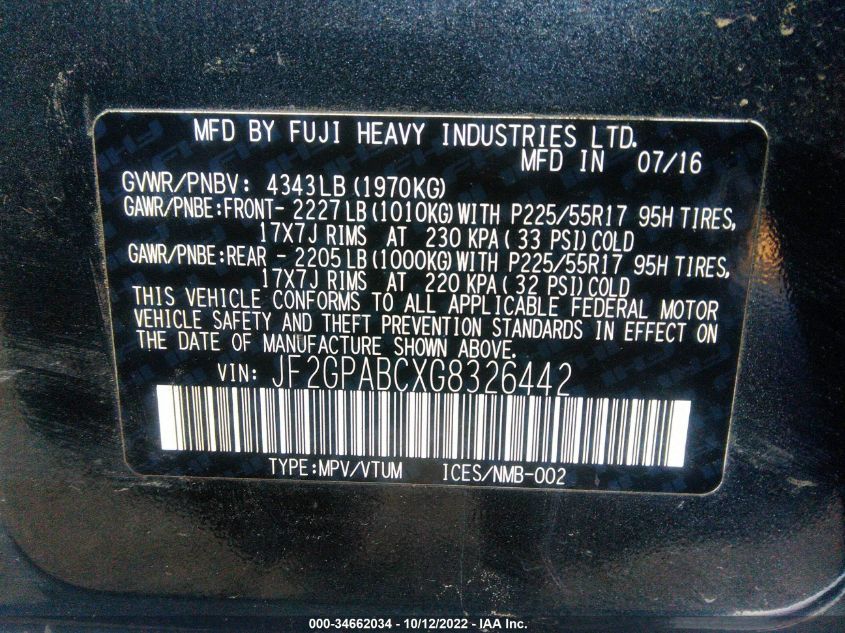 MFD BY FUJI HEAVY INDUSTRIES LTD.
MFD IN 07/16
GVWR/PNBV: 4343LB (1970KG)
GAWR/PNBE:FRONT- 2227LB (1010KG) WITH P225/55R17 95H TIRES,
17X7J RIMS AT 230 KPA( 33 PSI) COLD
GAWR/PNBE:REAR - 2205LB (1000KG) WITH P225/55R17 95H TIRES,
17X7J RIMS AT 220 KPA( 32 PSI) COLD
THIS VEHICLE CONFORMS TO ALL APPLICABLE FEDERAL MOTOR
VEHICLE SAFETY AND THEFT PREVENTION STANDARDS IN EFFECT ON
THE DATE OF MANUFACTURE SHOWN ABOVE.
VIN: JF2GPABCXG8326442
TYPE:MPV/VTUM ICES/NMB-002
000-34662034 - 10/12/2022 - IAA Inc.